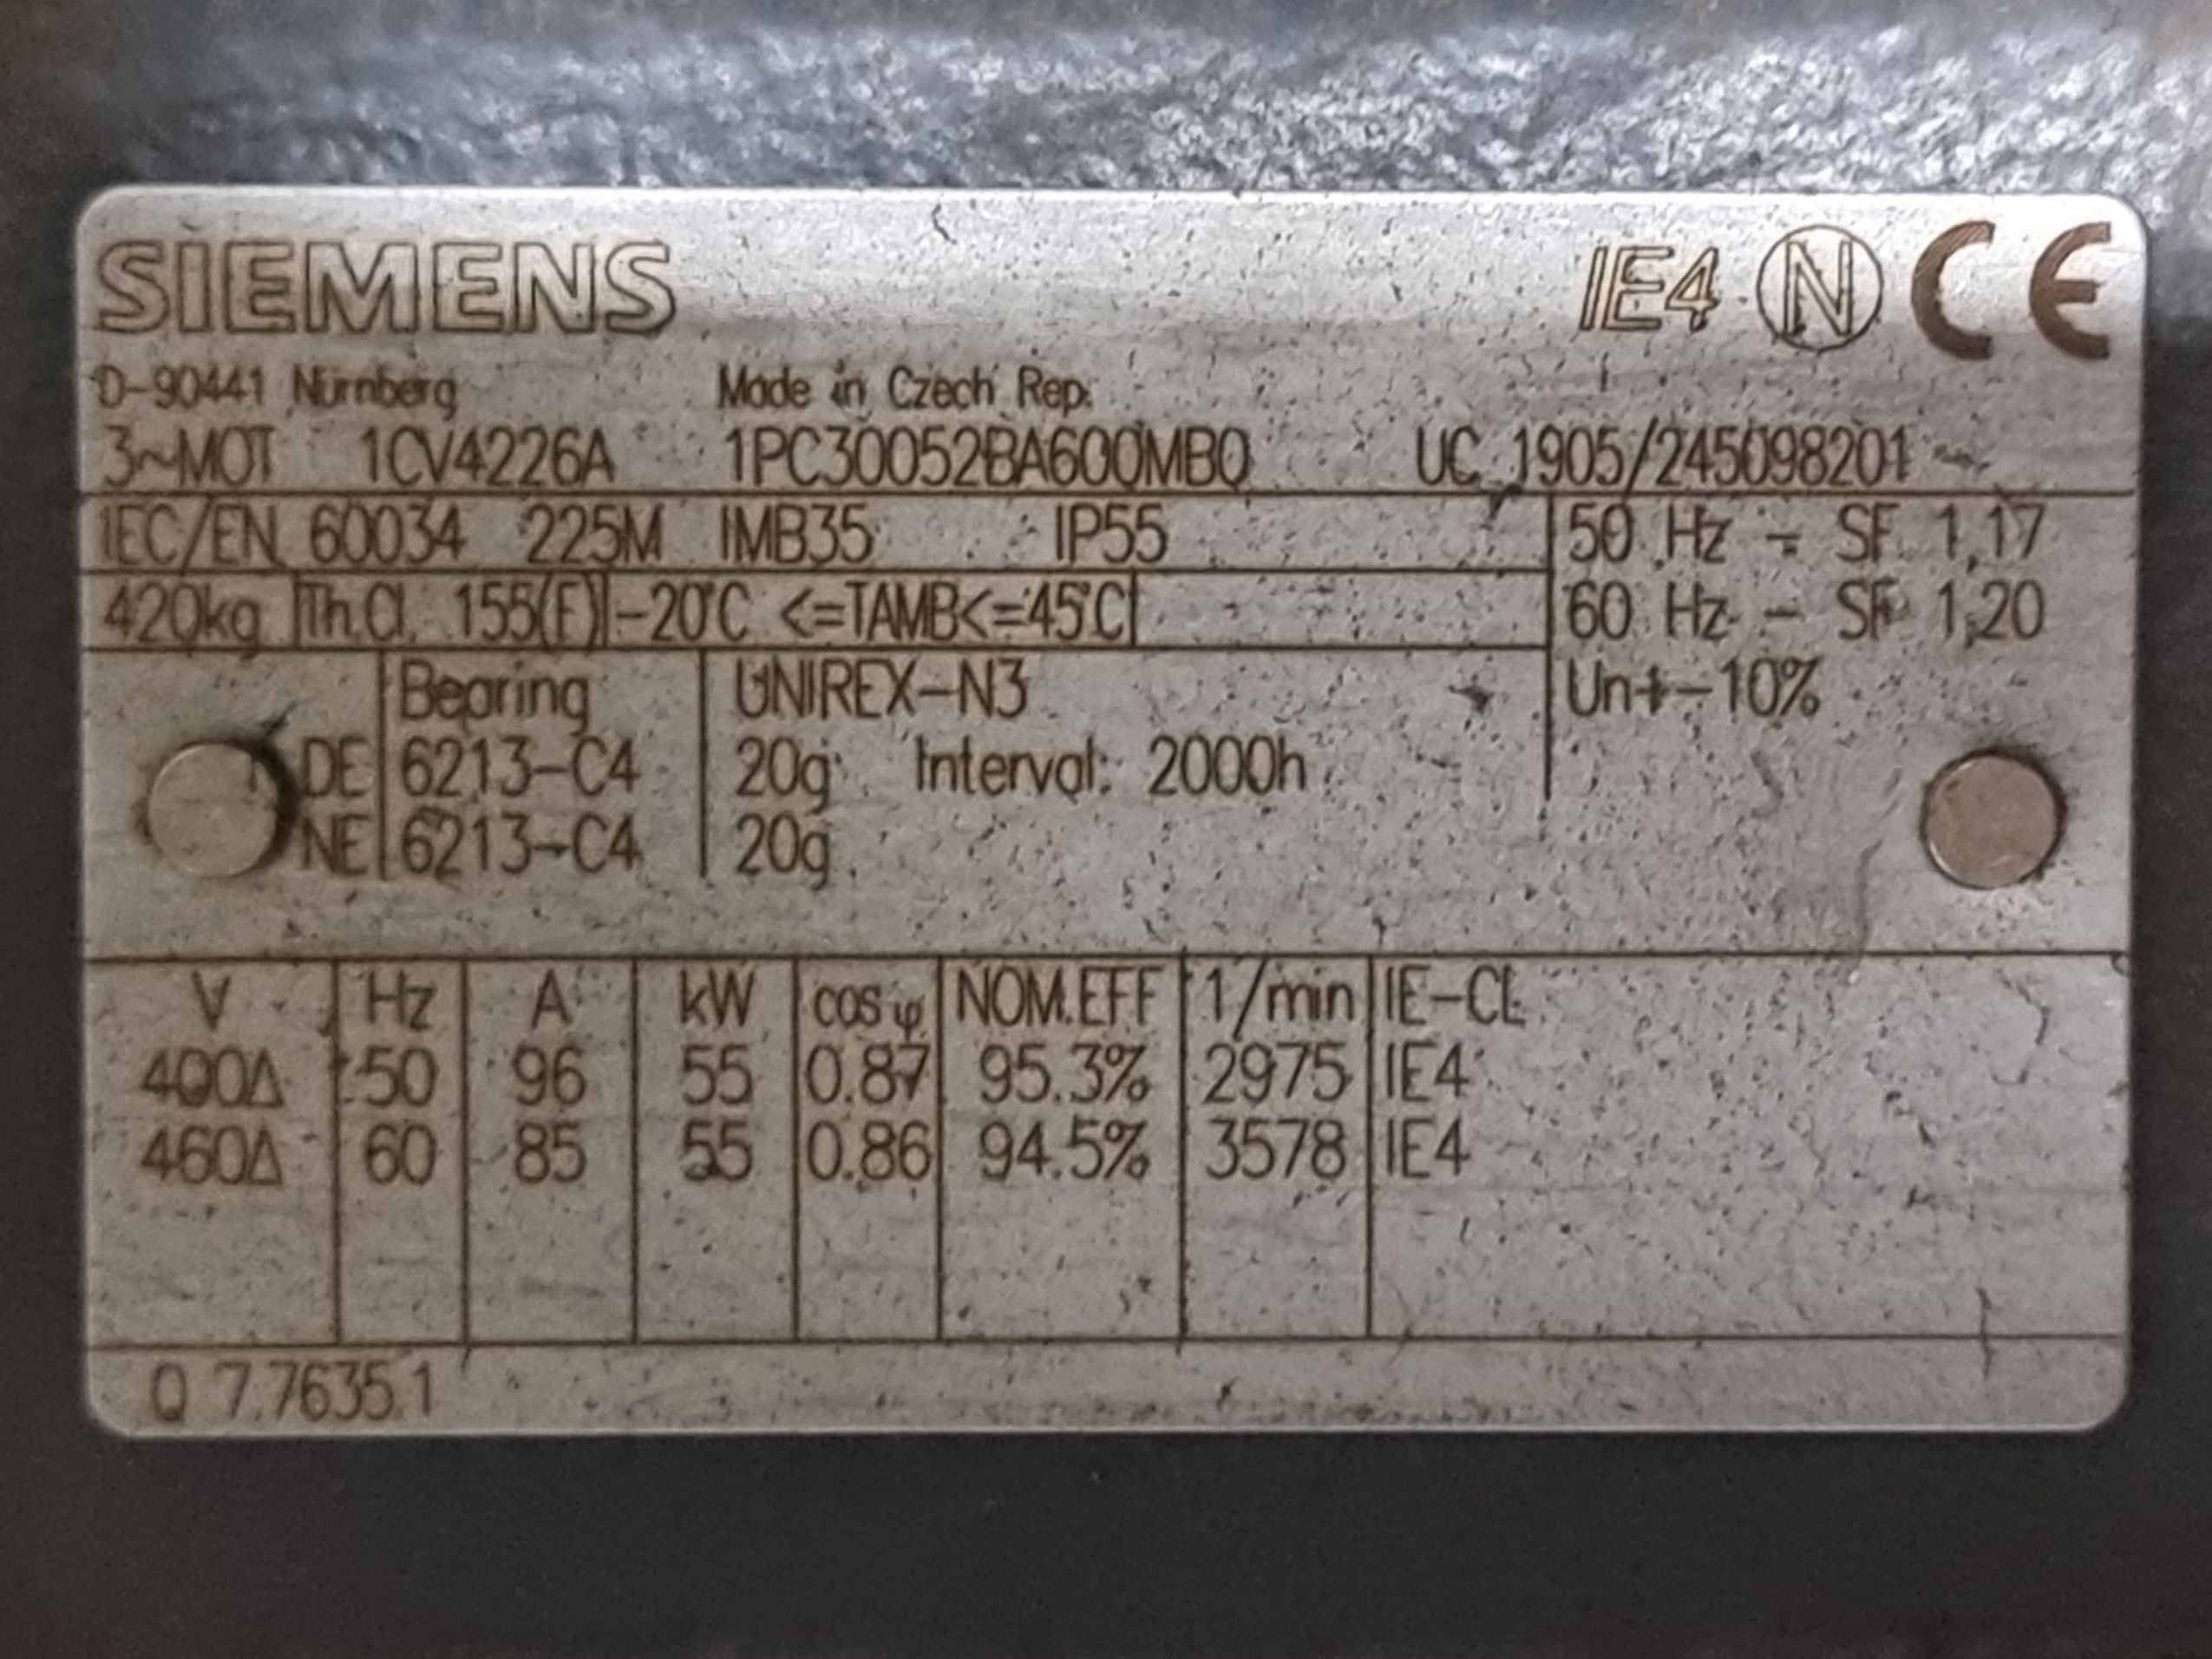 SIEMENS IE4 N CE
D-90441 Nürnberg Made in Czech Rep.
3~MOT 1CV4226A 1PC30052BA600MB0 UC 1905/245098201
IEC/EN 60034 225M IMB35 IP55 50 Hz - SF 1,17
420kg Th.Cl. 155(F) -20°C <=TAMB<=45°C 60 Hz - SF 1,20
Bearing UNIREX-N3 Un+-10%
DE 6213-C4 20g Interval: 2000h
NE 6213-C4 20g
V Hz A kW cos φ NOM.EFF 1/min IE-CL
400Δ 50 96 55 0.87 95.3% 2975 IE4
460Δ 60 85 55 0.86 94.5% 3578 IE4
Q 7.7635.1